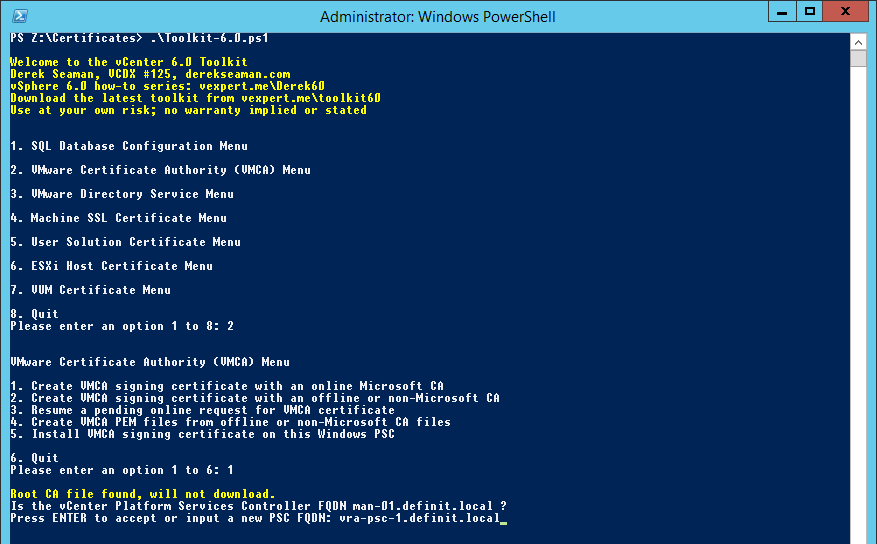 Administrator: Windows PowerShell
PS Z:\Certificates> .\Toolkit-6.0.ps1
Welcome to the vCenter 6.0 Toolkit
Derek Seaman, VCDX #125, derekseaman.com
vSphere 6.0 how-to series: vexpert.me\Derek60
Download the latest toolkit from vexpert.me\toolkit60
Use at your own risk; no warranty implied or stated
1. SQL Database Configuration Menu
2. VMware Certificate Authority (VMCA) Menu
3. VMware Directory Service Menu
4. Machine SSL Certificate Menu
5. User Solution Certificate Menu
6. ESXi Host Certificate Menu
7. VUM Certificate Menu
8. Quit
Please enter an option 1 to 8: 2
VMware Certificate Authority (VMCA) Menu
1. Create VMCA signing certificate with an online Microsoft CA
2. Create VMCA signing certificate with an offline or non-Microsoft CA
3. Resume a pending online request for VMCA certificate
4. Create VMCA PEM files from offline or non-Microsoft CA files
5. Install VMCA signing certificate on this Windows PSC
6. Quit
Please enter an option 1 to 6: 1
Root CA file found, will not download.
Is the vCenter Platform Services Controller FQDN man-01.definit.local ?
Press ENTER to accept or input a new PSC FQDN: vra-psc-1.definit.local_